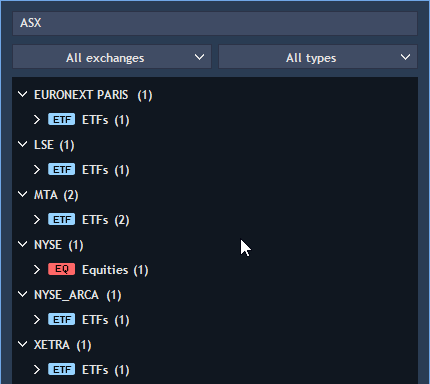 ASX
All exchanges All types
EURONEXT PARIS (1)
ETF ETFs (1)
LSE (1)
ETF ETFs (1)
MTA (2)
ETF ETFs (2)
NYSE (1)
EQ Equities (1)
NYSE_ARCA (1)
ETF ETFs (1)
XETRA (1)
ETF ETFs (1)